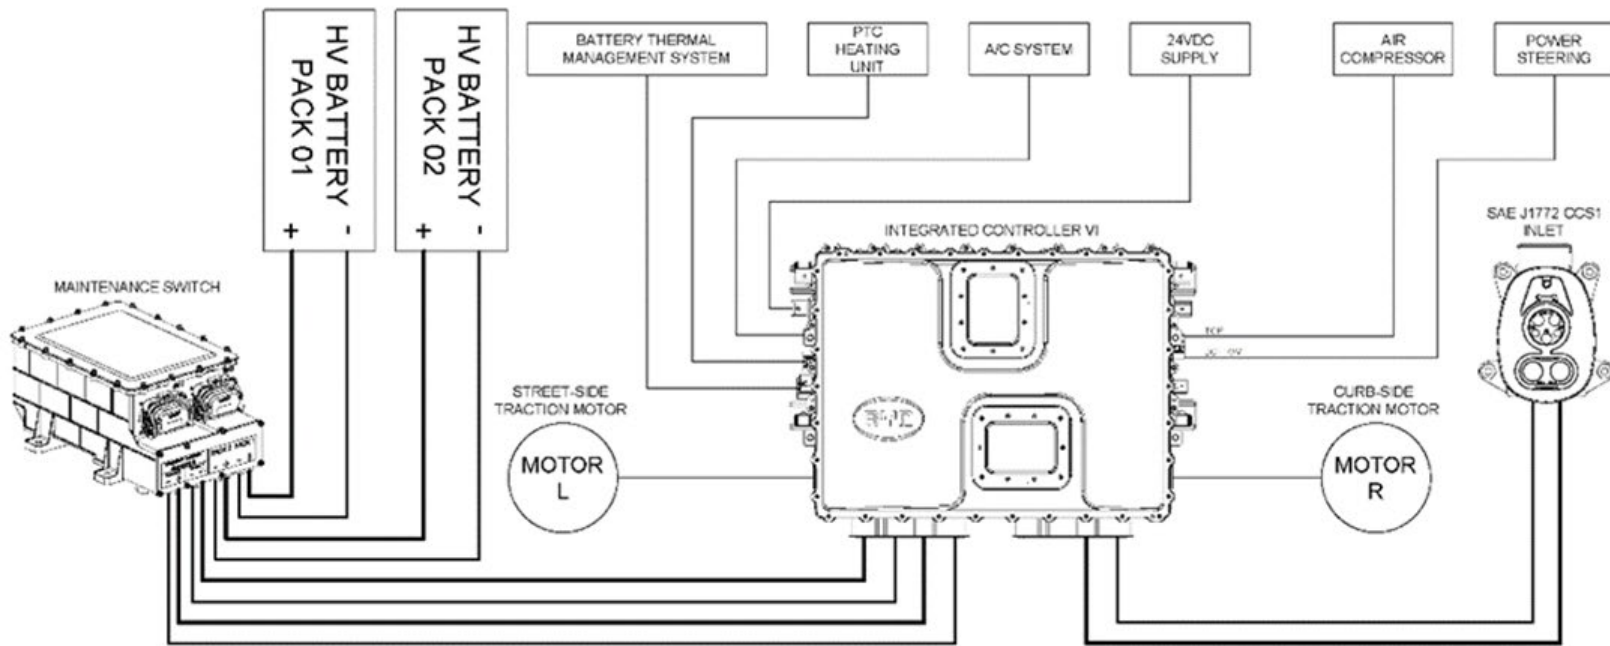 HV BATTERY
PACK 01
+ -
HV BATTERY
PACK 02
+ -
BATTERY THERMAL
MANAGEMENT SYSTEM
PTC
HEATING
UNIT
A/C SYSTEM
24VDC
SUPPLY
AIR
COMPRESSOR
POWER
STEERING
SAE J1772 CCS1
INLET
INTEGRATED CONTROLLER VI
MAINTENANCE SWITCH
STREET-SIDE
TRACTION MOTOR
MOTOR
L
CURB-SIDE
TRACTION MOTOR
MOTOR
R